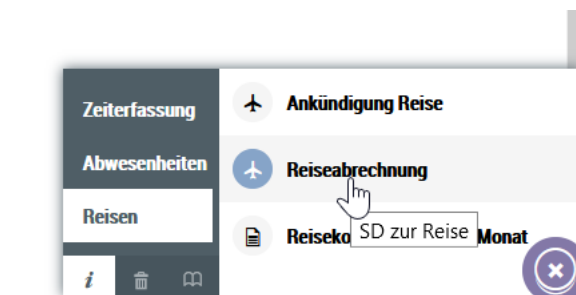 Zeiterfassung
Abwesenheiten
Reisen
i
Ankündigung Reise
Reiseabrechnung
SD zur Reise
Monat